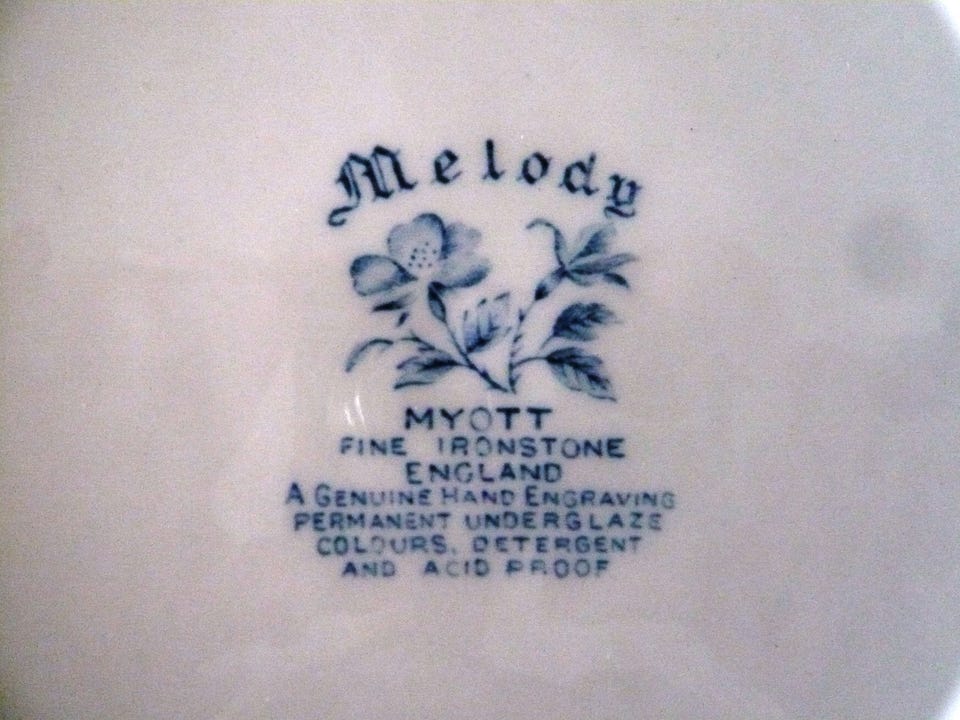 Melody
MYOTT
FINE IRONSTONE
ENGLAND
A GENUINE HAND ENGRAVING
PERMANENT UNDERGLAZE
COLOURS. DETERGENT
AND ACID PROOF